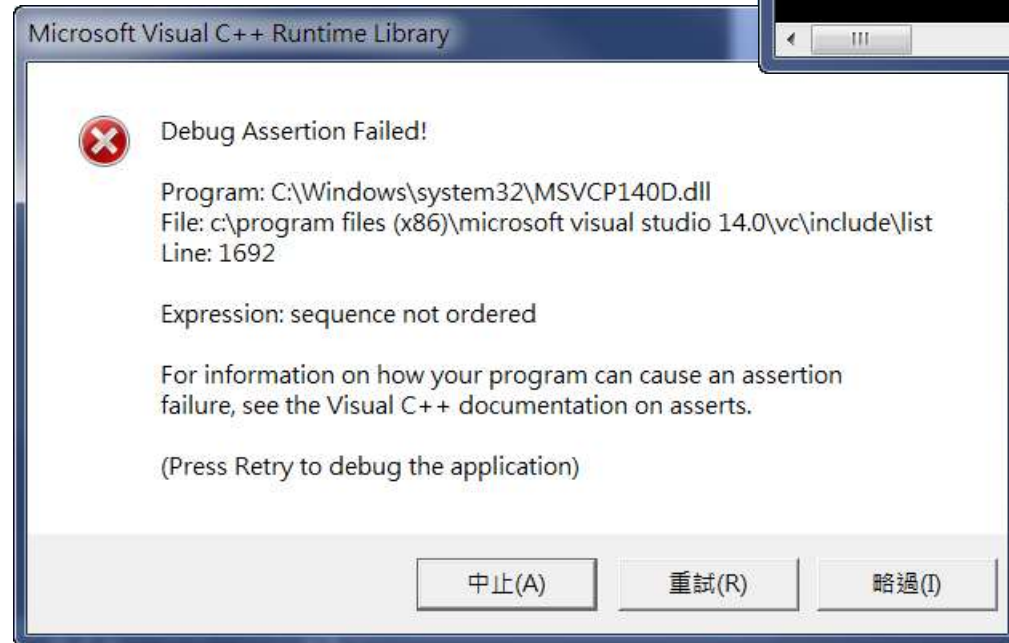 Microsoft Visual C++ Runtime Library
Debug Assertion Failed!
Program: C:\Windows\system32\MSVCP140D.dll
File: c:\program files (x86)\microsoft visual studio 14.0\vc\include\list
Line: 1692
Expression: sequence not ordered
For information on how your program can cause an assertion
failure, see the Visual C++ documentation on asserts.
(Press Retry to debug the application)
中止(A)
重試(R)
略過(I)